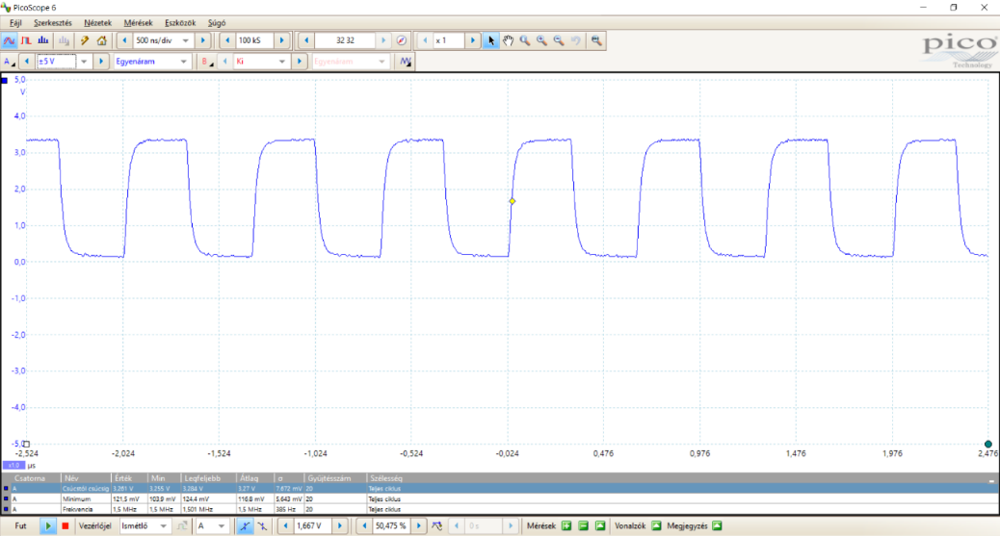 PicoScope 6
Fájl Szerkesztés Nézetek Mérések Eszközök Súgó
500 ns/div 100 kS 32 32 x 1
pico
Technology
A ±5 V Egyenáram B Ki Egyenáram
5,0
V
4,0
3,0
2,0
1,0
0,0
-1,0
-2,0
-3,0
-4,0
-5,0
-2,524 -2,024 -1,524 -1,024 -0,524 -0,024 0,476 0,976 1,476 1,976 2,476
x1.0 µs
Csatorna Név Érték Min Legfeljebb Átlag σ Gyűjtésszám Szélesség
A Csúcstól csúcsig 3.261 V 3.255 V 3.284 V 3.27 V 7.672 mV 20 Teljes ciklus
A Minimum 121,5 mV 103,9 mV 124,4 mV 116,6 mV 5,643 mV 20 Teljes ciklus
A Frekvencia 1,5 MHz 1,5 MHz 1,501 MHz 1,5 MHz 385 Hz 20 Teljes ciklus
Fut Vezérlőjel Ismétlő A 1,667 V 50,475 % 0 s Mérések Vonalzók Megjegyzés